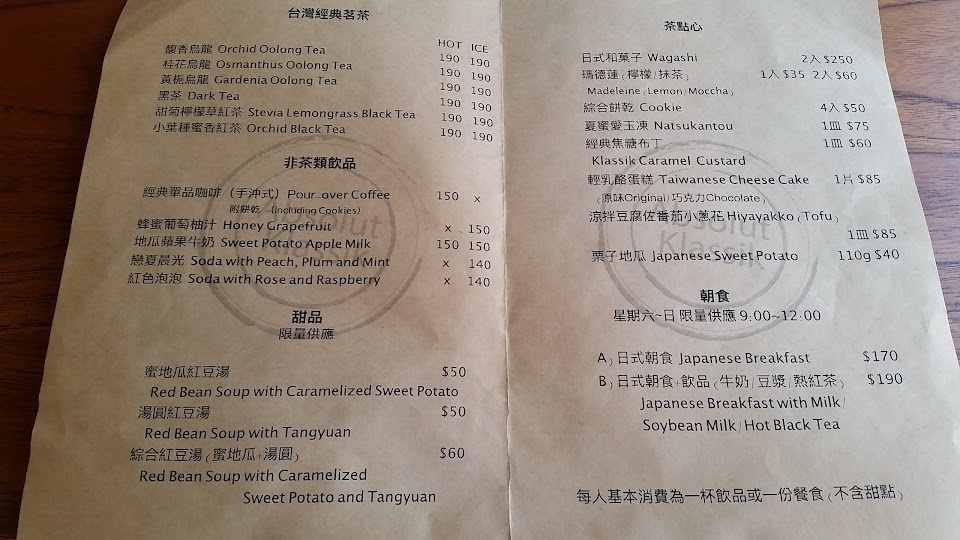 台灣經典茗茶
HOT ICE
馥香烏龍 Orchid Oolong Tea 190 190
桂花烏龍 Osmanthus Oolong Tea 190 190
黃梔烏龍 Gardenia Oolong Tea 190 190
黑茶 Dark Tea 190 190
甜菊檸檬草紅茶 Stevia Lemongrass Black Tea 190 190
小葉種蜜香紅茶 Orchid Black Tea 190 190
非茶類飲品
經典單品咖啡（手沖式）Pour-over Coffee 150 x
附餅乾 (Including Cookies)
蜂蜜葡萄柚汁 Honey Grapefruit x 150
地瓜蘋果牛奶 Sweet Potato Apple Milk 150 150
戀夏晨光 Soda with Peach, Plum and Mint x 140
紅色泡泡 Soda with Rose and Raspberry x 140
甜品
限量供應
蜜地瓜紅豆湯 $50
Red Bean Soup with Caramelized Sweet Potato
湯圓紅豆湯 $50
Red Bean Soup with Tangyuan
綜合紅豆湯（蜜地瓜+湯圓） $60
Red Bean Soup with Caramelized
Sweet Potato and Tangyuan
茶點心
日式和菓子 Wagashi 2入 $250
瑪德蓮（檸檬/抹茶） 1入 $35 2入 $60
Madeleine (Lemon/Moccha)
綜合餅乾 Cookie 4入 $50
夏蜜愛玉凍 Natsukantou 1皿 $75
經典焦糖布丁 1皿 $60
Klassik Caramel Custard
輕乳酪蛋糕 Taiwanese Cheese Cake 1片 $85
（原味Original/巧克力Chocolate）
涼拌豆腐佐番茄小蔥花 Hiyayakko (Tofu)
1皿 $85
栗子地瓜 Japanese Sweet Potato 110g $40
朝食
星期六~日 限量供應 9:00~12:00
A) 日式朝食 Japanese Breakfast $170
B) 日式朝食+飲品（牛奶/豆漿/熱紅茶） $190
Japanese Breakfast with Milk/
Soybean Milk/Hot Black Tea
每人基本消費為一杯飲品或一份餐食（不含甜點）
Absolut
Klassik